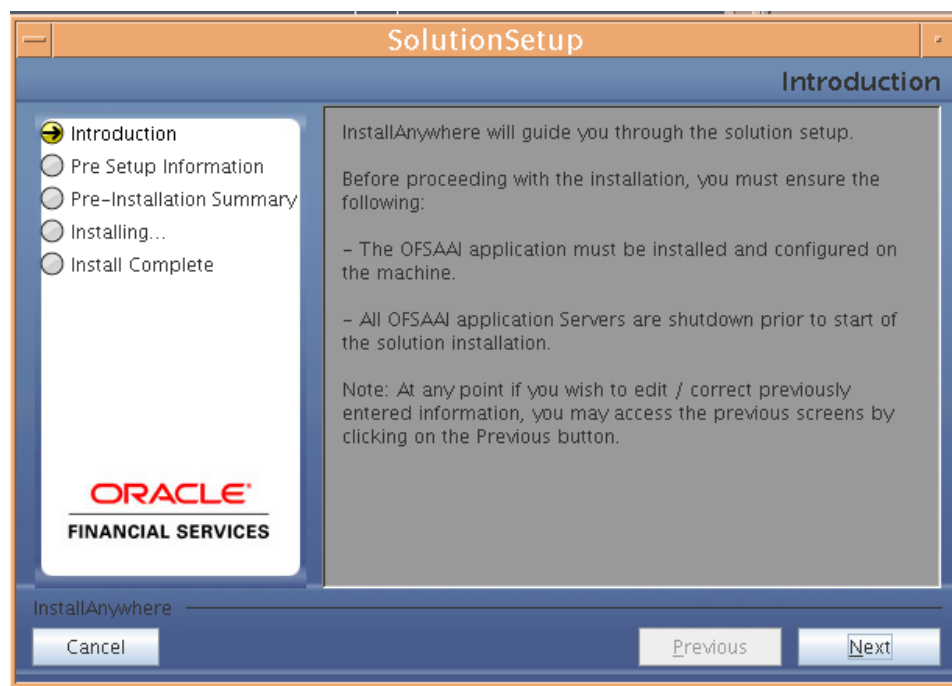 SolutionSetup
Introduction
Introduction
Pre Setup Information
Pre-Installation Summary
Installing...
Install Complete
ORACLE
FINANCIAL SERVICES
InstallAnywhere will guide you through the solution setup.
Before proceeding with the installation, you must ensure the
following:
- The OFSAAI application must be installed and configured on
the machine.
- All OFSAAI application Servers are shutdown prior to start of
the solution installation.
Note: At any point if you wish to edit / correct previously
entered information, you may access the previous screens by
clicking on the Previous button.
InstallAnywhere
Cancel
Previous
Next